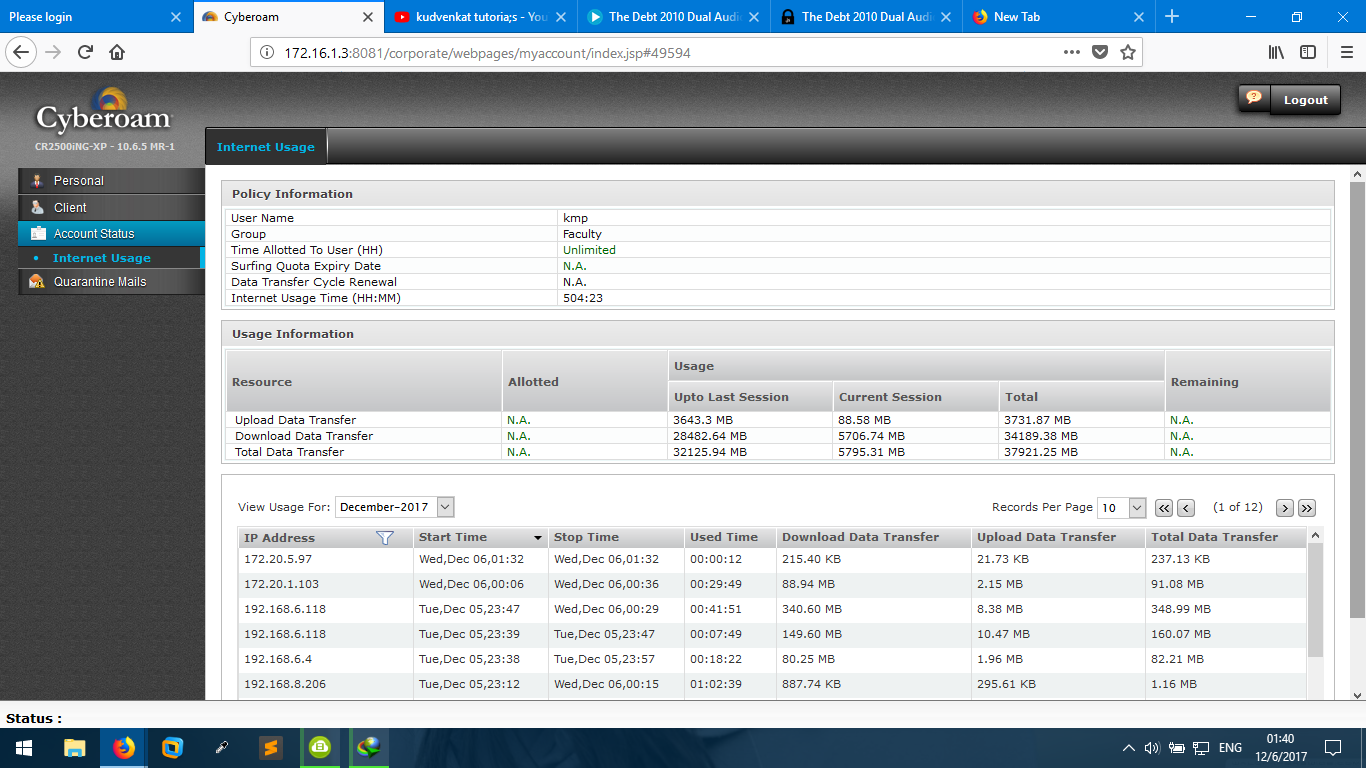 Please login
Cyberoam
kudvenkat tutoria;s - You
The Debt 2010 Dual Audi
The Debt 2010 Dual Audi
New Tab
172.16.1.3:8081/corporate/webpages/myaccount/index.jsp#49594
Cyberoam
CR2500iNG-XP - 10.6.5 MR-1
Logout
Internet Usage
Personal
Client
Account Status
Internet Usage
Quarantine Mails
Policy Information
User Name kmp
Group Faculty
Time Allotted To User (HH) Unlimited
Surfing Quota Expiry Date N.A.
Data Transfer Cycle Renewal N.A.
Internet Usage Time (HH:MM) 504:23
Usage Information
Resource Allotted Usage Remaining
Upto Last Session Current Session Total
Upload Data Transfer N.A. 3643.3 MB 88.58 MB 3731.87 MB N.A.
Download Data Transfer N.A. 28482.64 MB 5706.74 MB 34189.38 MB N.A.
Total Data Transfer N.A. 32125.94 MB 5795.31 MB 37921.25 MB N.A.
View Usage For: December-2017 Records Per Page 10 (1 of 12)
IP Address Start Time Stop Time Used Time Download Data Transfer Upload Data Transfer Total Data Transfer
172.20.5.97 Wed,Dec 06,01:32 Wed,Dec 06,01:32 00:00:12 215.40 KB 21.73 KB 237.13 KB
172.20.1.103 Wed,Dec 06,00:06 Wed,Dec 06,00:36 00:29:49 88.94 MB 2.15 MB 91.08 MB
192.168.6.118 Tue,Dec 05,23:47 Wed,Dec 06,00:29 00:41:51 340.60 MB 8.38 MB 348.99 MB
192.168.6.118 Tue,Dec 05,23:39 Tue,Dec 05,23:47 00:07:49 149.60 MB 10.47 MB 160.07 MB
192.168.6.4 Tue,Dec 05,23:38 Tue,Dec 05,23:57 00:18:22 80.25 MB 1.96 MB 82.21 MB
192.168.8.206 Tue,Dec 05,23:12 Wed,Dec 06,00:15 01:02:39 887.74 KB 295.61 KB 1.16 MB
Status :
ENG
01:40
12/6/2017